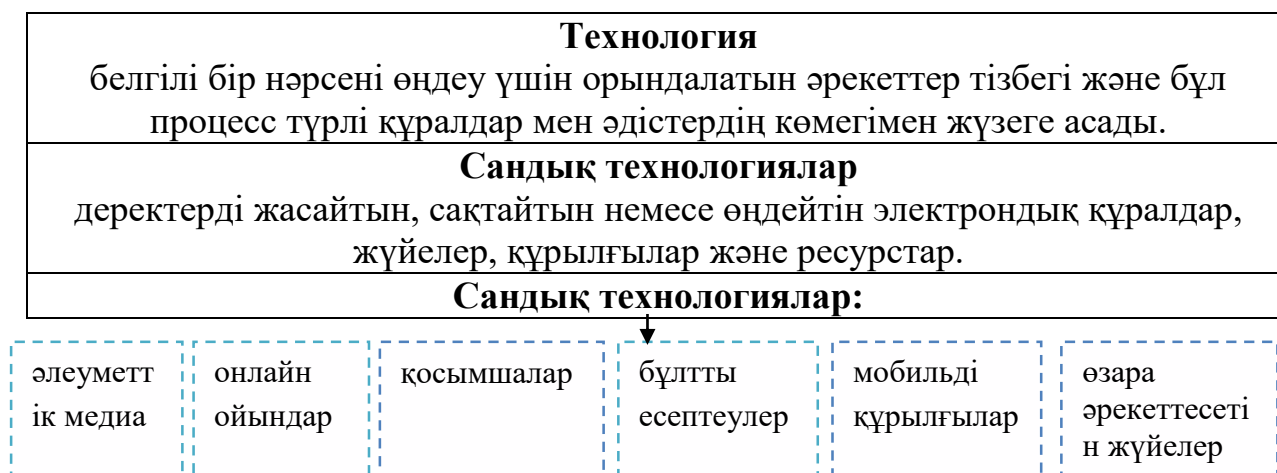 Технология
белгілі бір нәрсені өңдеу үшін орындалатын әрекеттер тізбегі және бұл
процесс түрлі құралдар мен әдістердің көмегімен жүзеге асады.
Сандық технологиялар
деректерді жасайтын, сақтайтын немесе өңдейтін электрондық құралдар,
жүйелер, құрылғылар және ресурстар.
Сандық технологиялар:
әлеуметт
ік медиа
онлайн
ойындар
қосымшалар
бұлтты
есептеулер
мобильді
құрылғылар
өзара
әрекеттесеті
н жүйелер